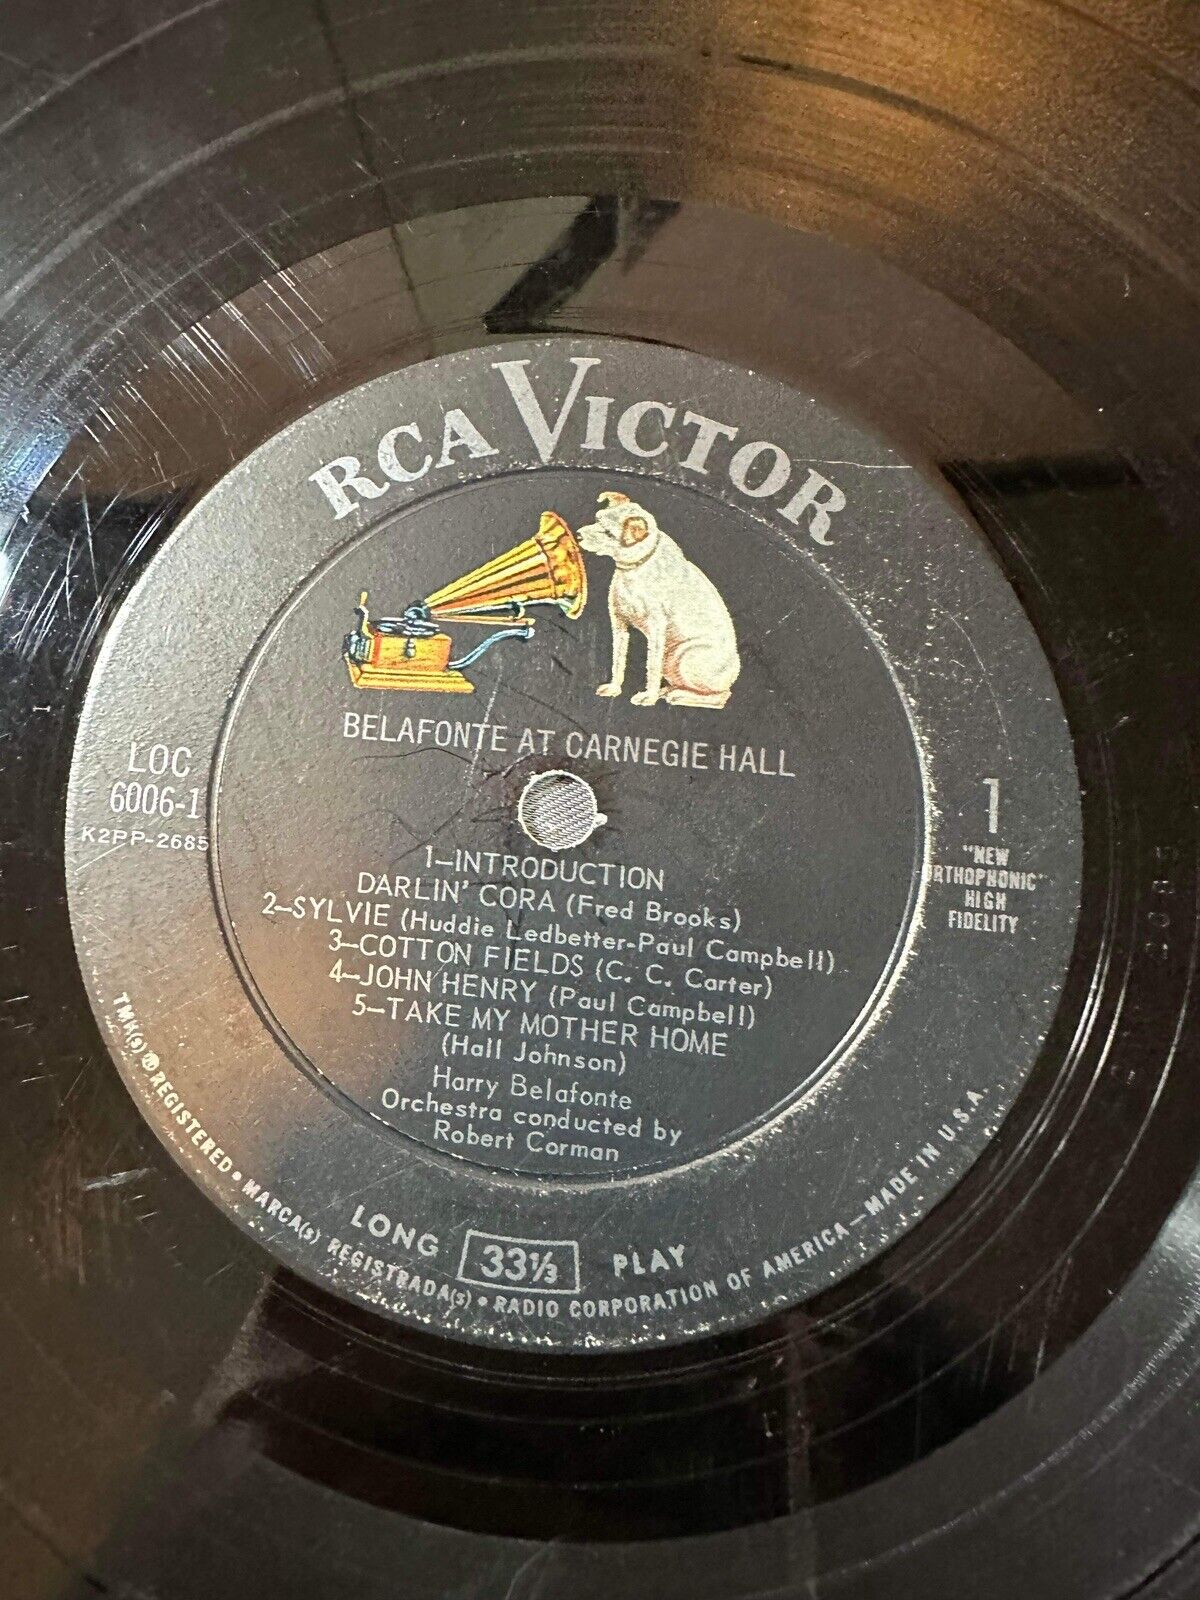 RCA VICTOR
BELAFONTE AT CARNEGIE HALL
LOC
6006-1
K2PP-2685
1
"NEW
ORTHOPHONIC"
HIGH
FIDELITY
1—INTRODUCTION
DARLIN' CORA (Fred Brooks)
2—SYLVIE (Huddie Ledbetter-Paul Campbell)
3—COTTON FIELDS (C. C. Carter)
4—JOHN HENRY (Paul Campbell)
5—TAKE MY MOTHER HOME
(Hall Johnson)
Harry Belafonte
Orchestra conducted by
Robert Corman
LONG 33⅓ PLAY
TMK(s) ® REGISTERED • MARCA(s) REGISTRADA(s) • RADIO CORPORATION OF AMERICA—MADE IN U.S.A.